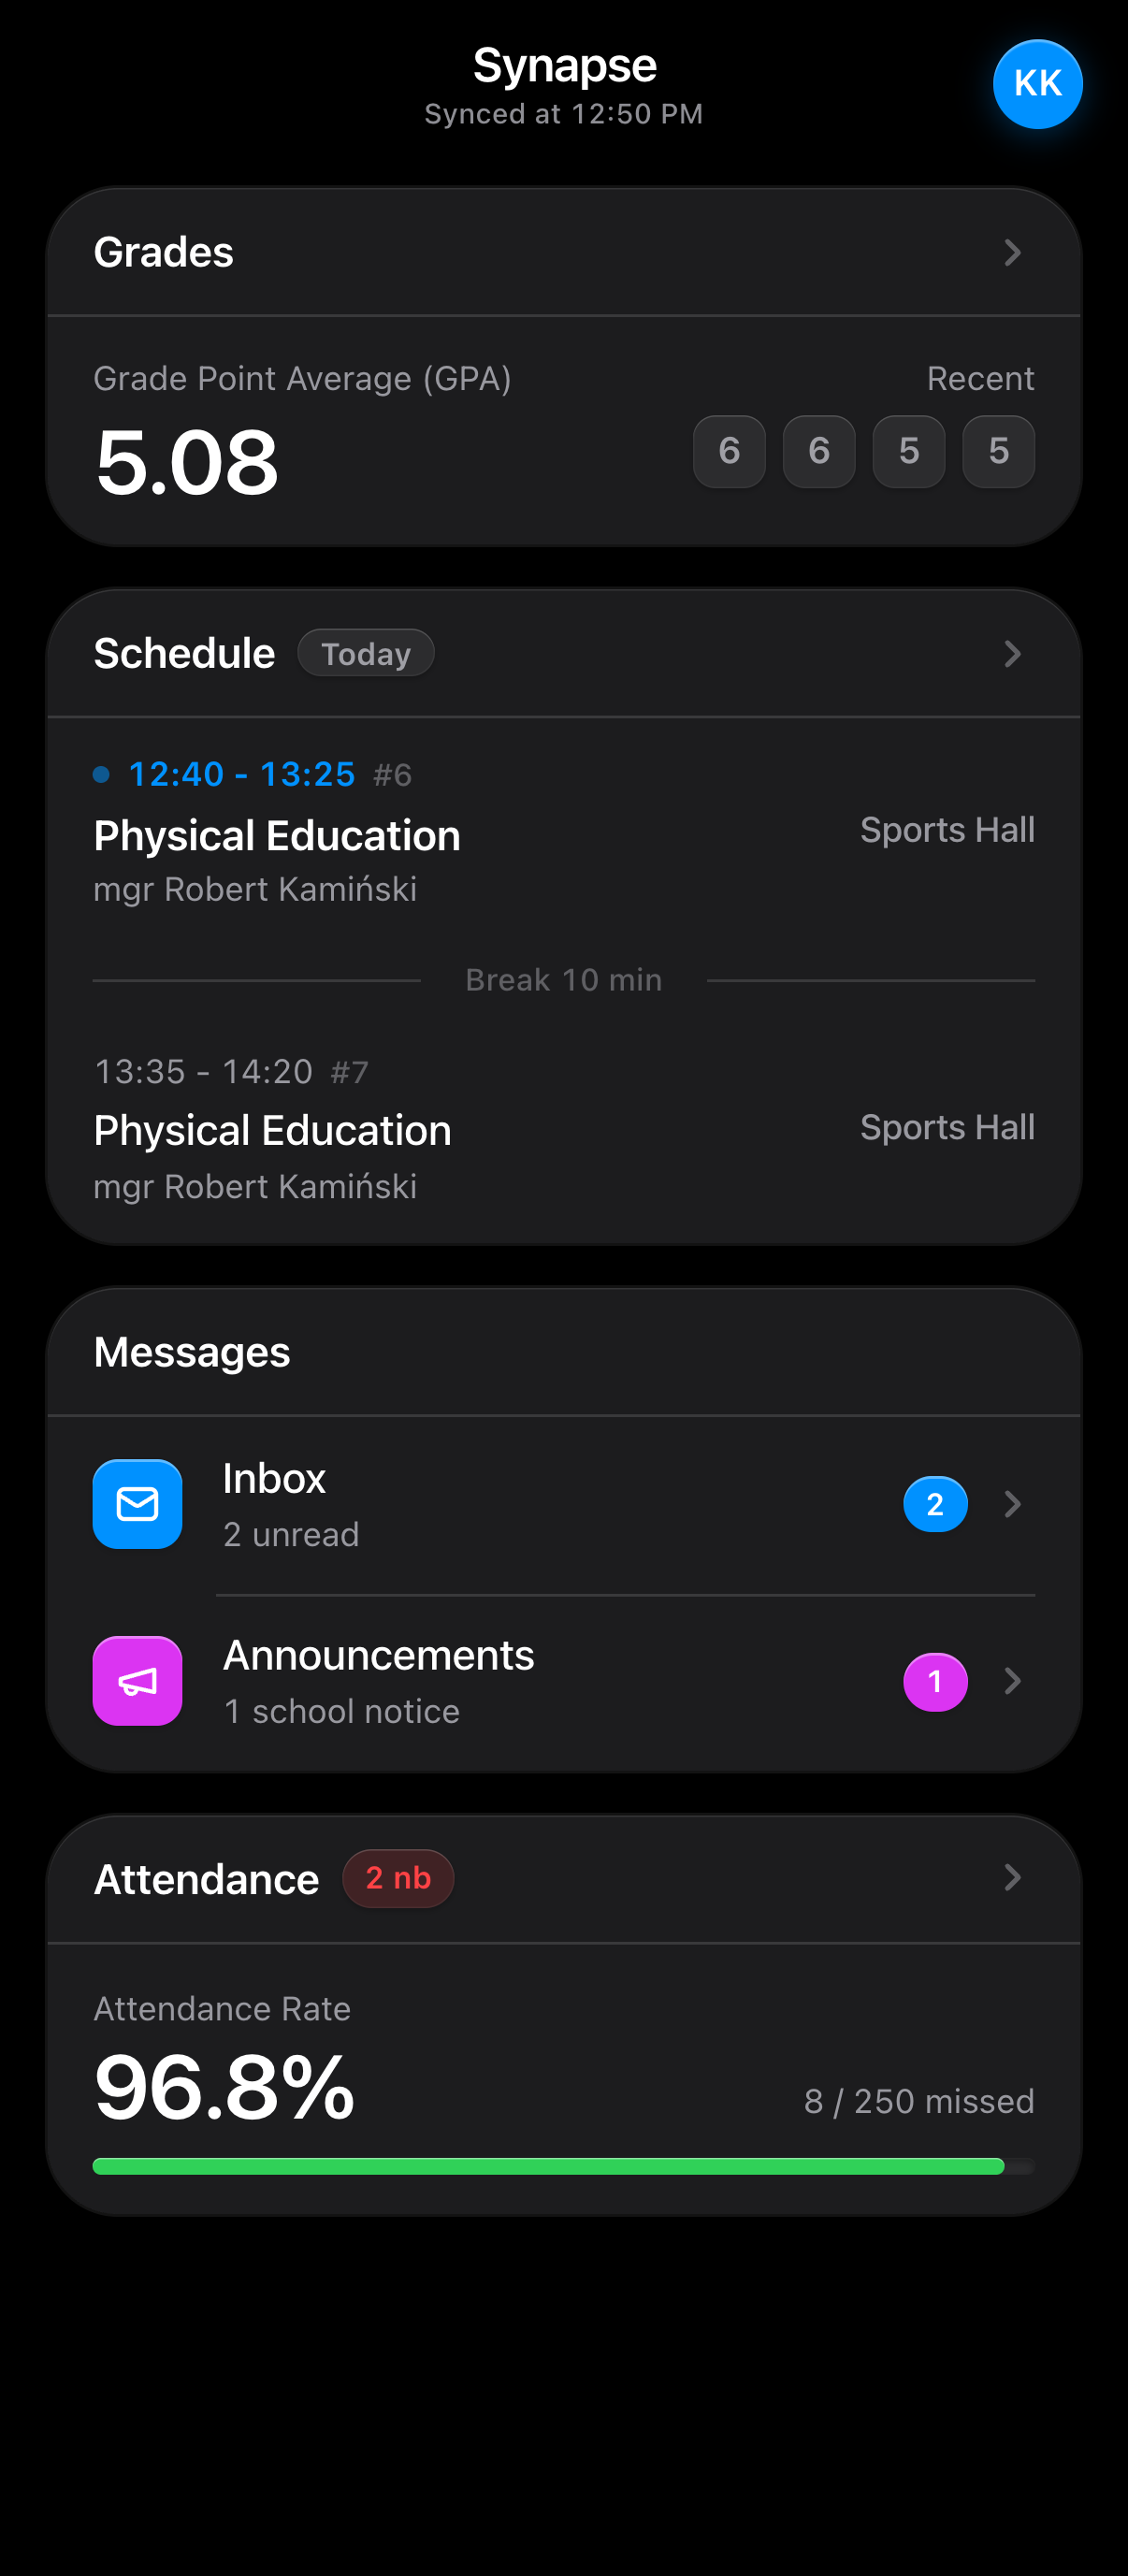 Synapse
Synced at 12:50 PM
KK
Grades
Grade Point Average (GPA)
Recent
5.08
6 6 5 5
Schedule Today
12:40 - 13:25 #6
Physical Education
Sports Hall
mgr Robert Kamiński
Break 10 min
13:35 - 14:20 #7
Physical Education
Sports Hall
mgr Robert Kamiński
Messages
Inbox
2 unread
2
Announcements
1 school notice
1
Attendance 2 nb
Attendance Rate
96.8%
8 / 250 missed